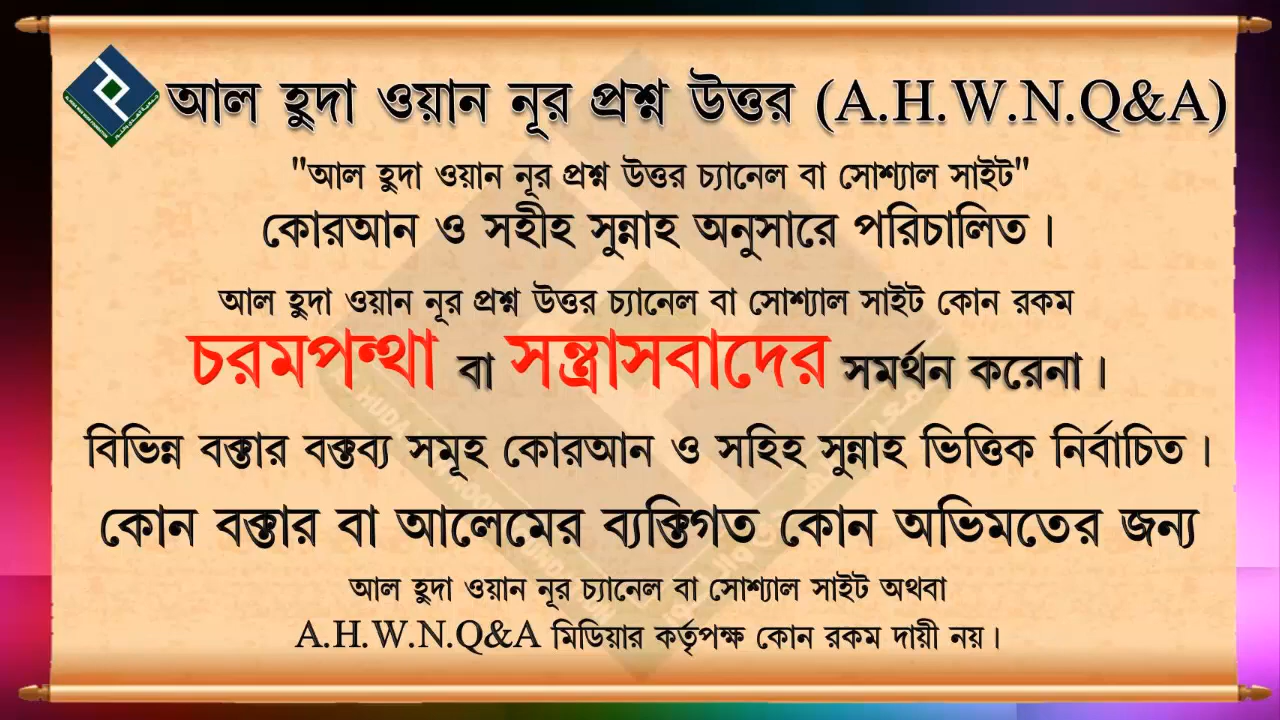 আল হুদা ওয়ান নূর প্রশ্ন উত্তর (A.H.W.N.Q&A)
"আল হুদা ওয়ান নূর প্রশ্ন উত্তর চ্যানেল বা সোশ্যাল সাইট"
কোরআন ও সহীহ সুন্নাহ অনুসারে পরিচালিত।
আল হুদা ওয়ান নূর প্রশ্ন উত্তর চ্যানেল বা সোশ্যাল সাইট কোন রকম
চরমপন্থা বা সন্ত্রাসবাদের সমর্থন করেনা।
বিভিন্ন বক্তার বক্তব্য সমূহ কোরআন ও সহিহ সুন্নাহ ভিত্তিক নির্বাচিত।
কোন বক্তার বা আলেমের ব্যক্তিগত কোন অভিমতের জন্য
আল হুদা ওয়ান নূর চ্যানেল বা সোশ্যাল সাইট অথবা
A.H.W.N.Q&A মিডিয়ার কর্তৃপক্ষ কোন রকম দায়ী নয়।